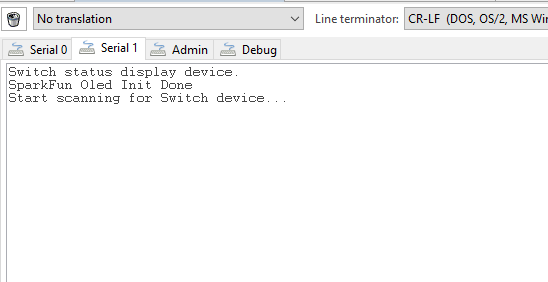 No translation
Line terminator:
CR-LF (DOS, OS/2, MS Win
Serial 0
Serial 1
Admin
Debug
Switch status display device.
SparkFun Oled Init Done
Start scanning for Switch device...